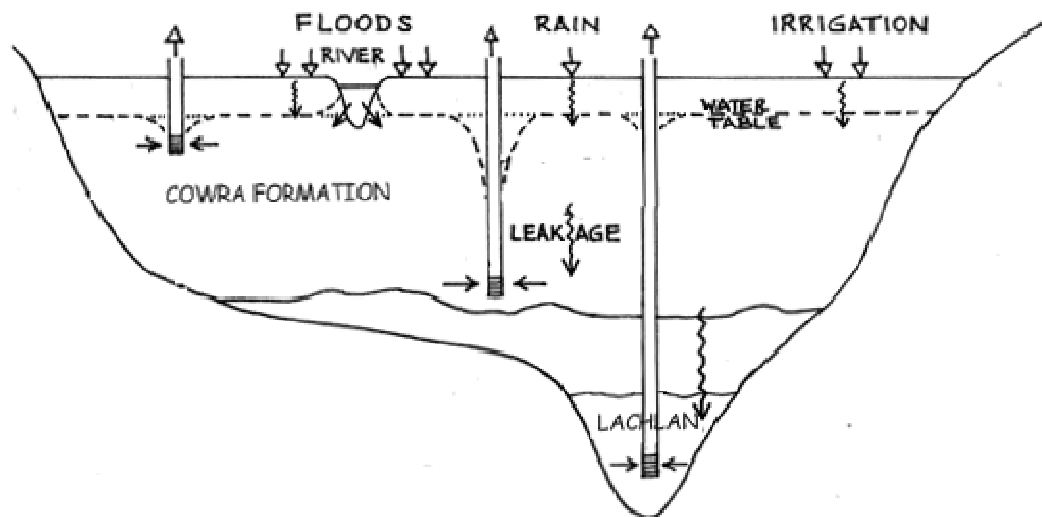 FLOODS
RAIN
IRRIGATION
RIVER
WATER
TABLE
COWRA FORMATION
LEAKAGE
LACHLAN